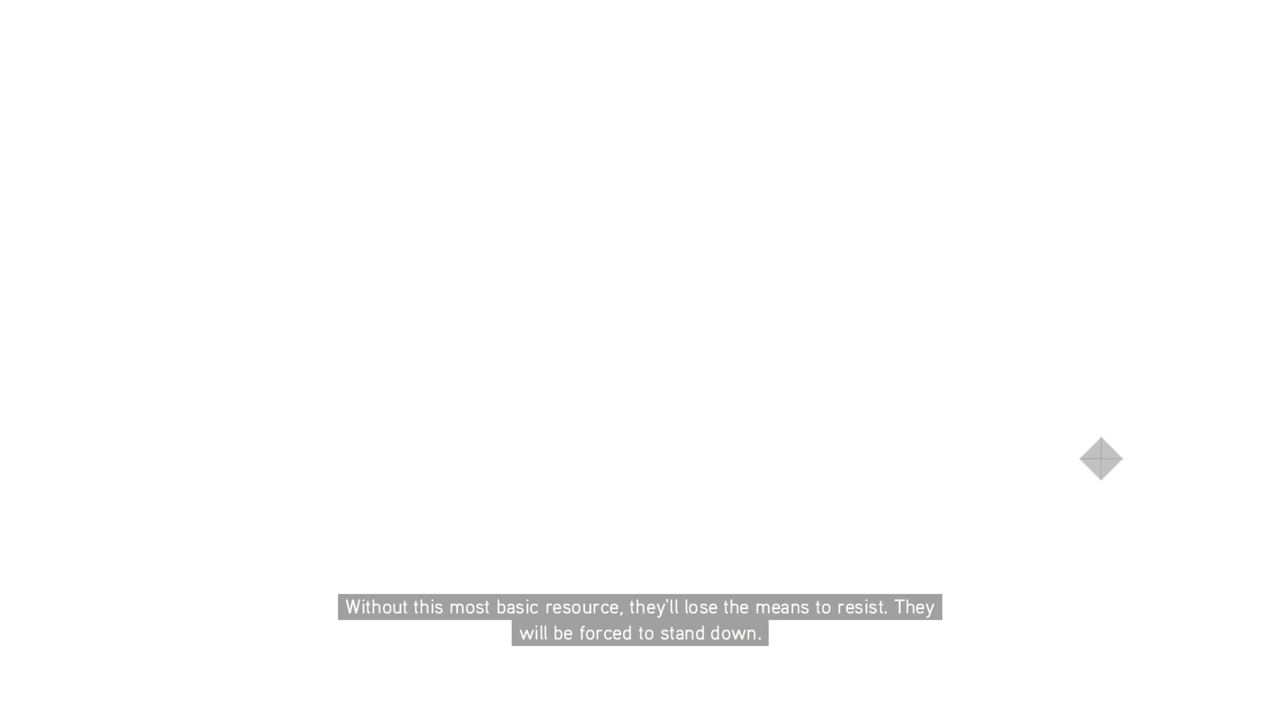 Without this most basic resource, they'll lose the means to resist. They
will be forced to stand down.